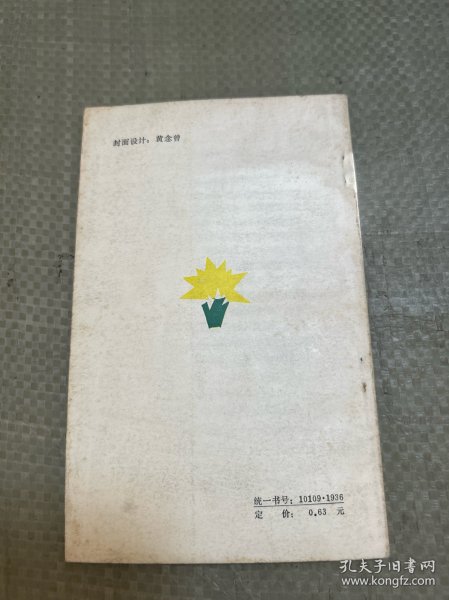 封面设计：黄念曾
统一书号：10109·1936
定 价： 0.63 元
孔夫子旧书网
www.kongfz.com